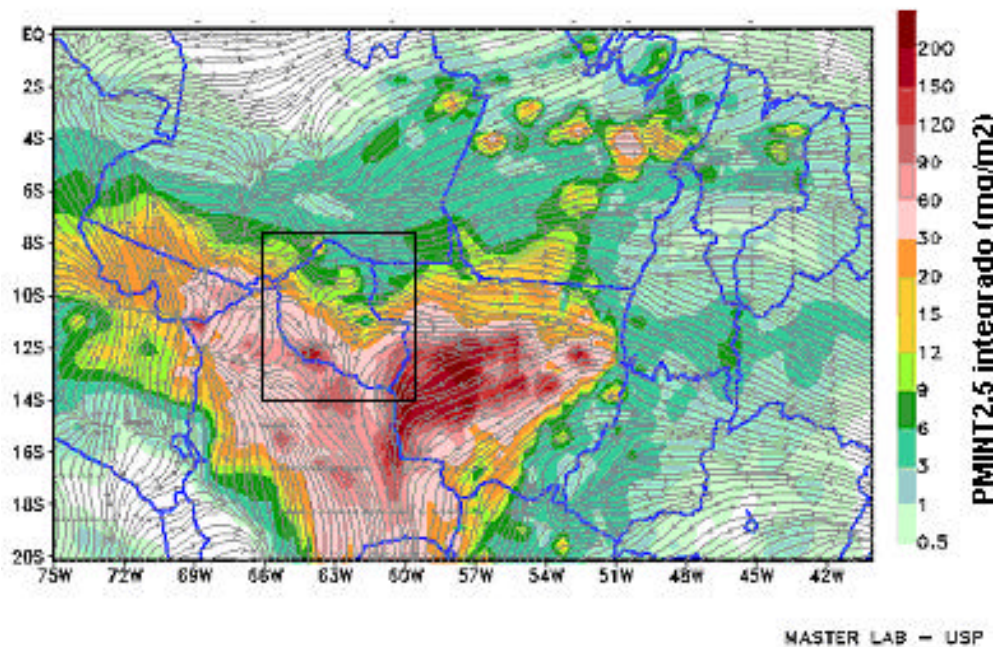 EQ
2S
4S
6S
8S
10S
12S
14S
16S
18S
20S
75W 72W 69W 66W 63W 60W 57W 54W 51W 48W 45W 42W
200
150
120
90
60
30
20
15
12
9
6
3
1
0.5
PMINT2.5 integrado (mg/m2)
MASTER LAB – USP